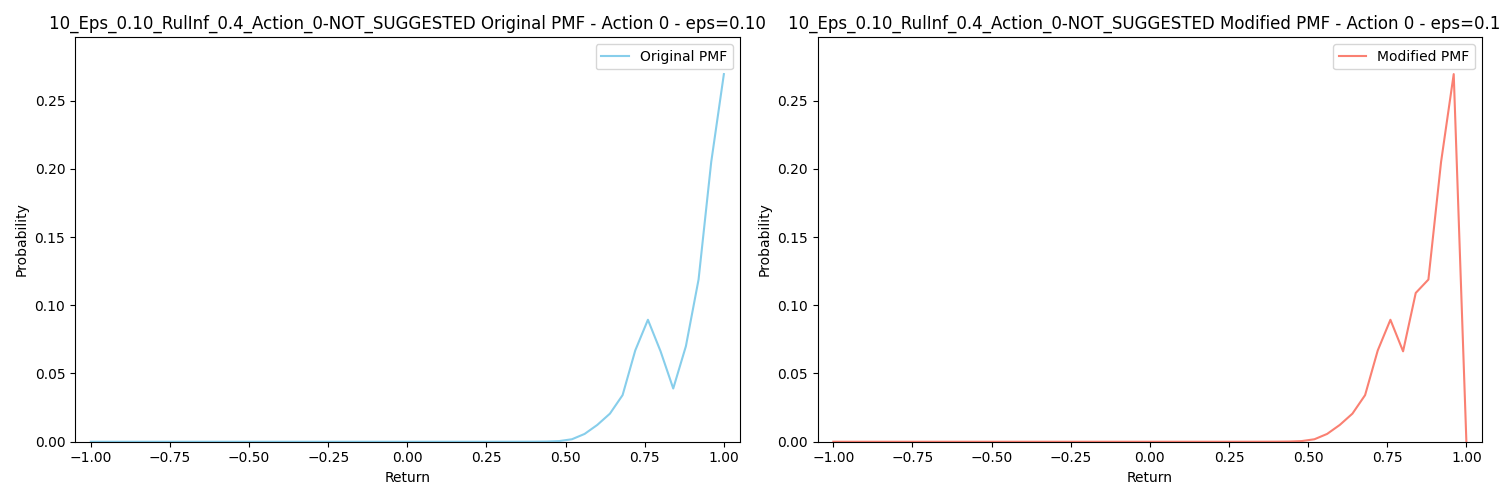 10_Eps_0.10_RulInf_0.4_Action_0-NOT_SUGGESTED Original PMF - Action 0 - eps=0.10
Original PMF
0.25
0.20
0.15
0.10
0.05
0.00
Probability
−1.00 −0.75 −0.50 −0.25 0.00 0.25 0.50 0.75 1.00
Return
10_Eps_0.10_RulInf_0.4_Action_0-NOT_SUGGESTED Modified PMF - Action 0 - eps=0.1
Modified PMF
0.25
0.20
0.15
0.10
0.05
0.00
Probability
−1.00 −0.75 −0.50 −0.25 0.00 0.25 0.50 0.75 1.00
Return